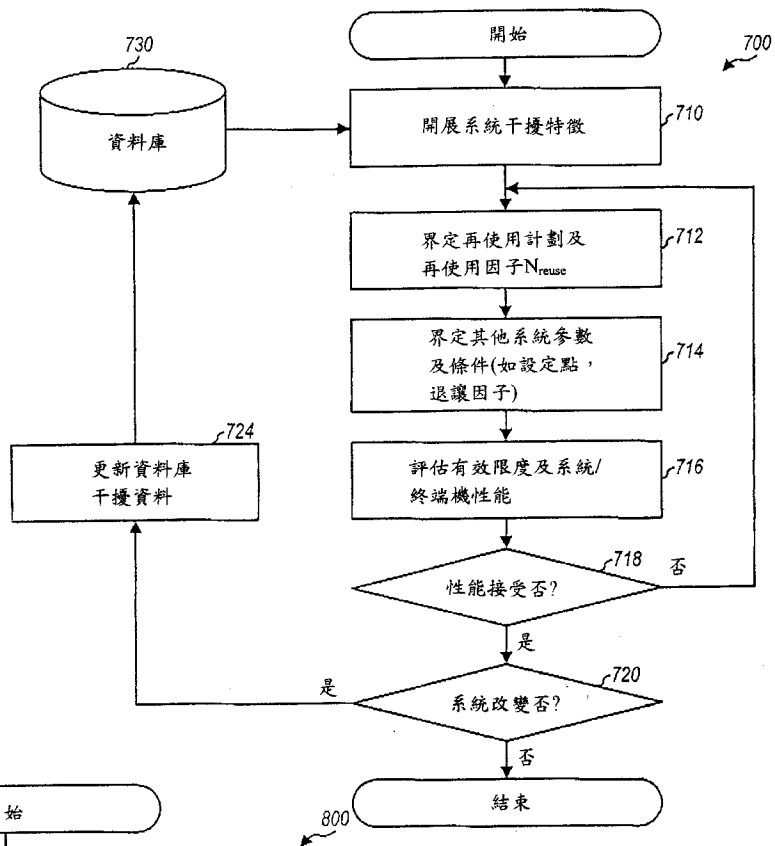 開始
700
730
資料庫
開展系統干擾特徵
710
界定再使用計劃及
再使用因子Nreuse
712
界定其他系統參數
及條件(如設定點，
退讓因子)
714
724
更新資料庫
干擾資料
評估有效限度及系統/
終端機性能
716
718
性能接受否?
否
是
720
是
系統改變否?
否
結束
始
800